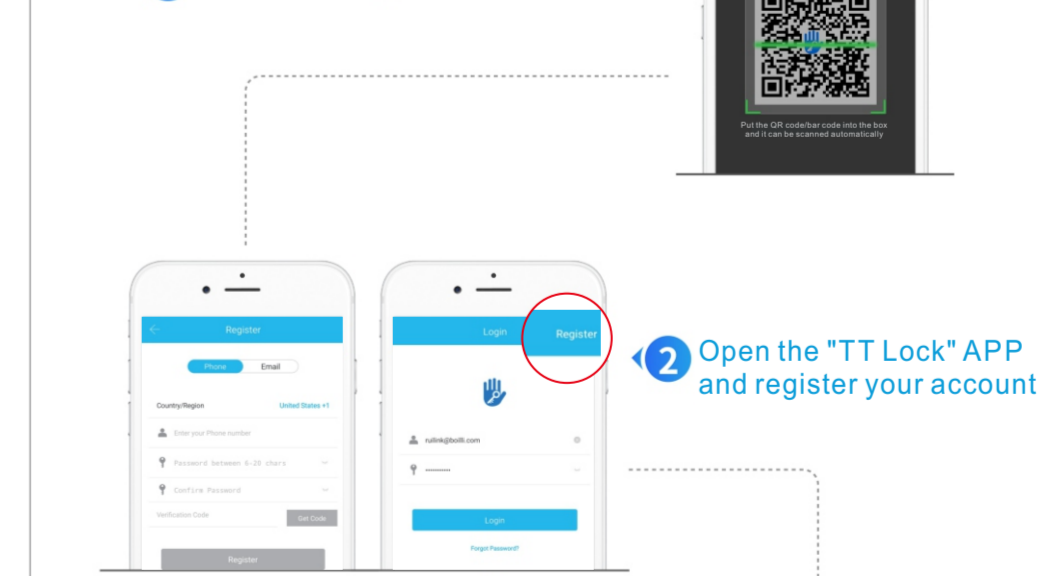 Put the QR code/bar code into the box
and it can be scanned automatically
Register
Phone Email
Country/Region United States +1
Enter your Phone number
Password between 6-20 chars
Confirm Password
Verification Code Get Code
Register
Login Register
ruilink@boilli.com
Login
Forgot Password?
2 Open the "TT Lock" APP
and register your account